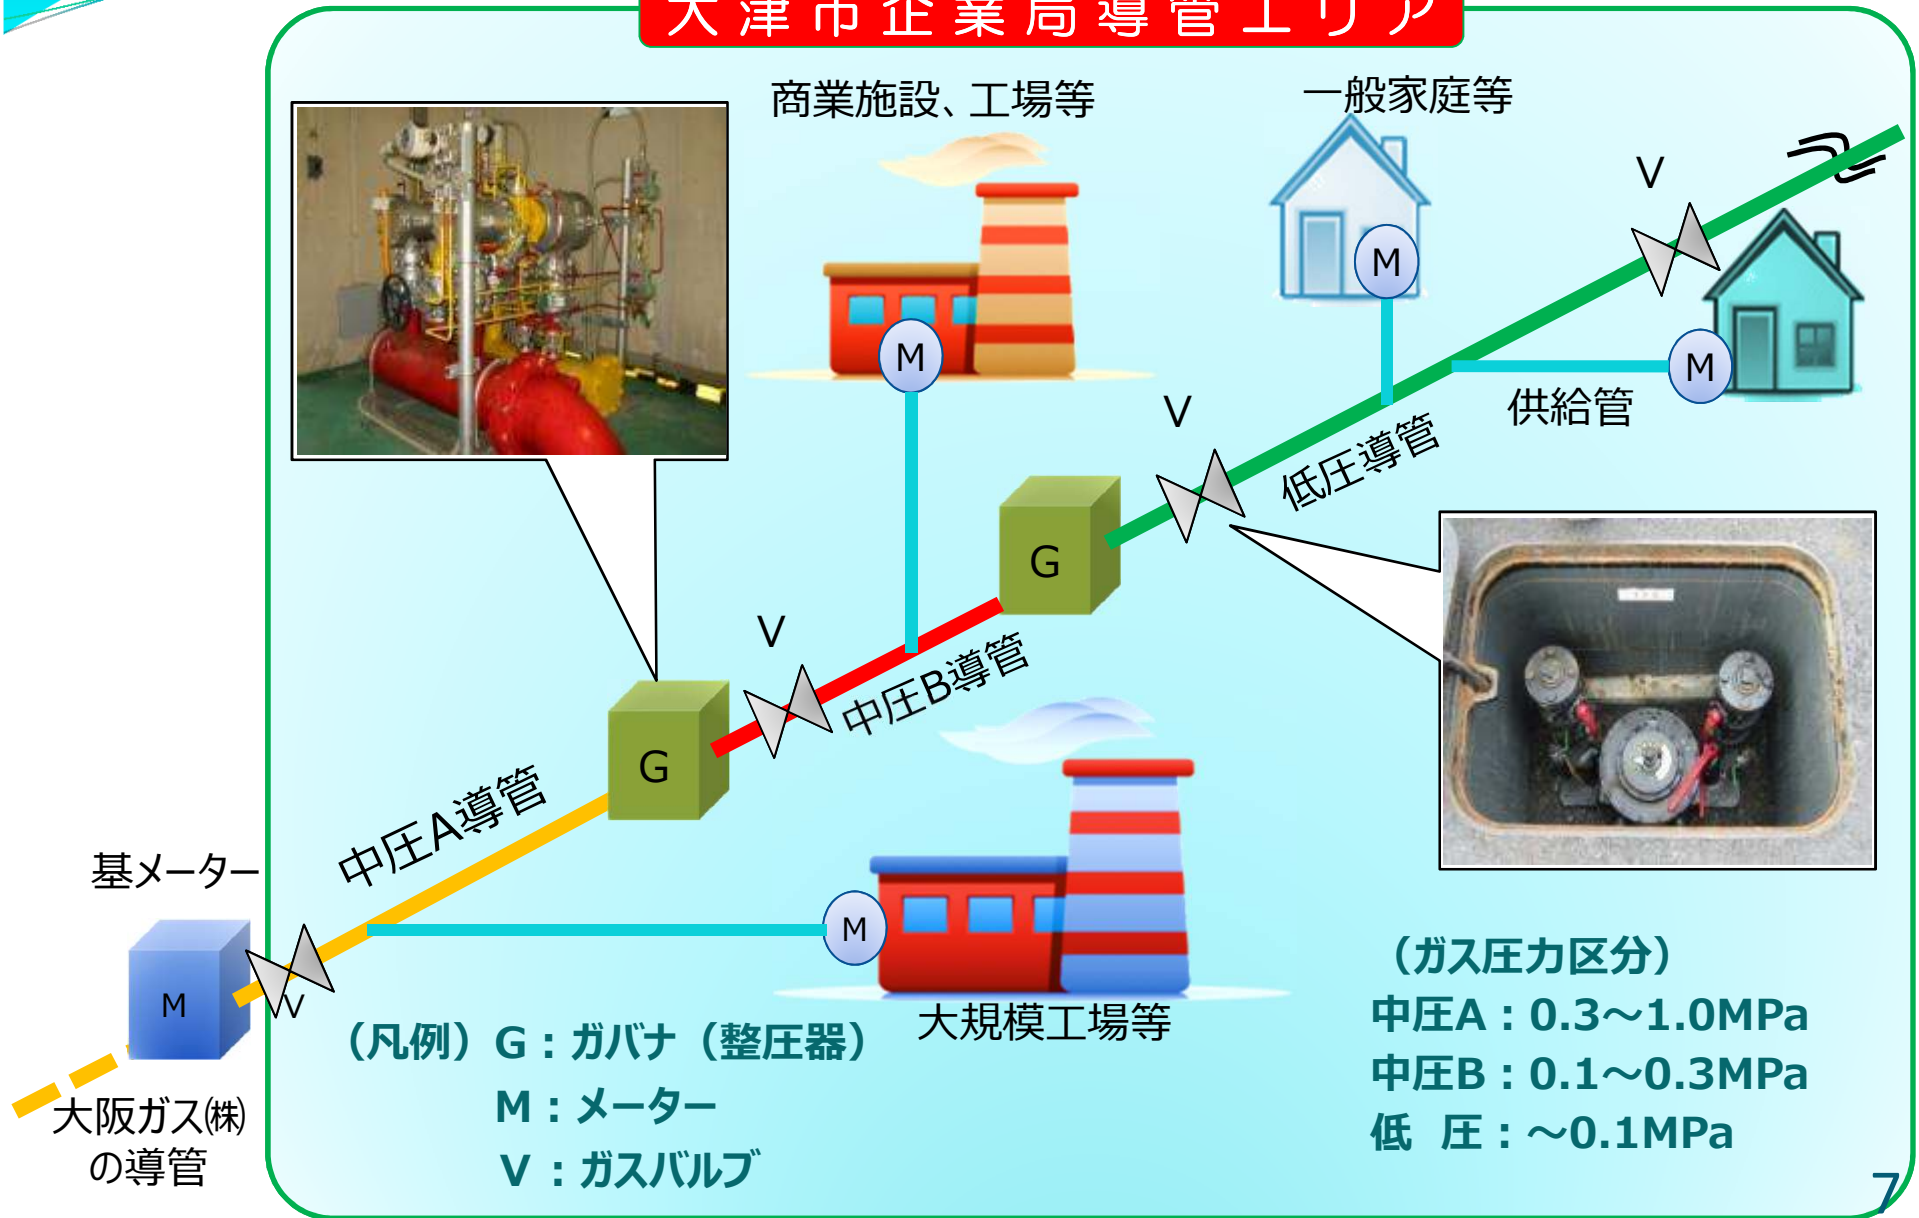 大津市企業局導管エリア
商業施設、工場等
一般家庭等
V
M
M
M
供給管
V
低圧導管
G
V
中圧B導管
G
中圧A導管
基メーター
M
V
M
大規模工場等
大阪ガス㈱
の導管
（凡例）G：ガバナ（整圧器）
M：メーター
V：ガスバルブ
（ガス圧力区分）
中圧A：0.3～1.0MPa
中圧B：0.1～0.3MPa
低 圧：～0.1MPa
7